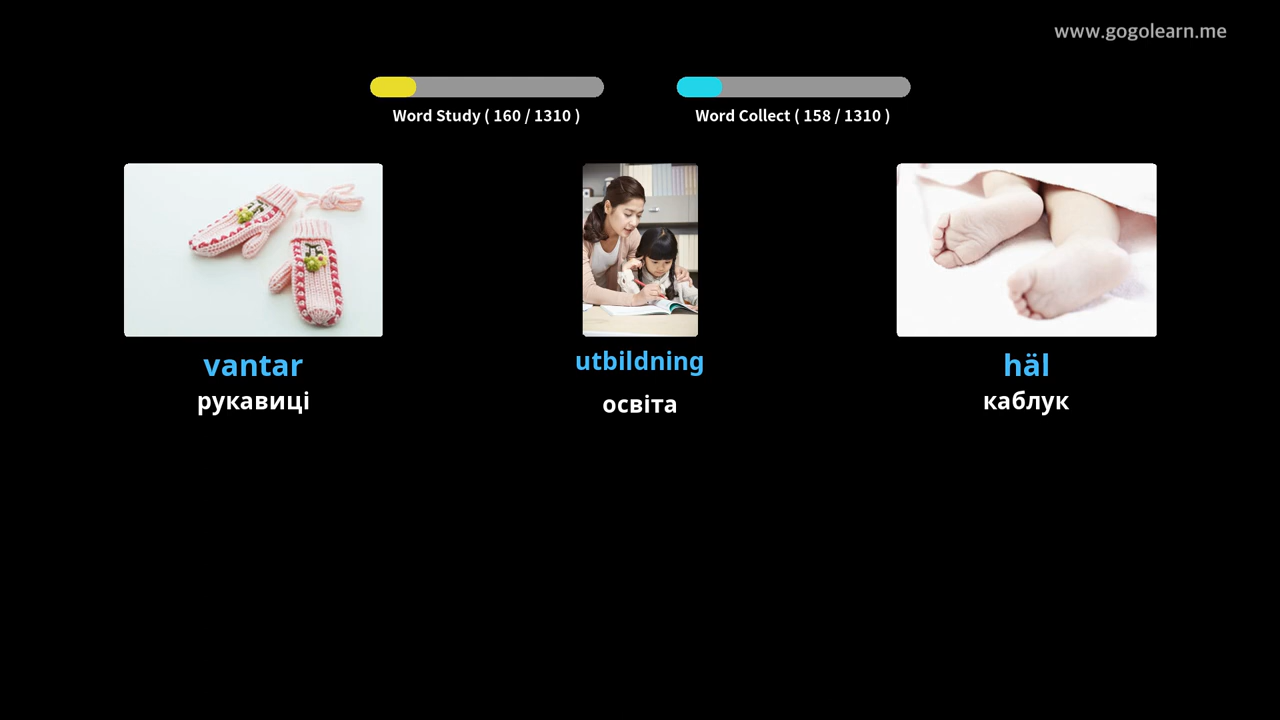 www.gogolearn.me
Word Study ( 160 / 1310 )
Word Collect ( 158 / 1310 )
vantar
рукавиці
utbildning
освіта
häl
каблук